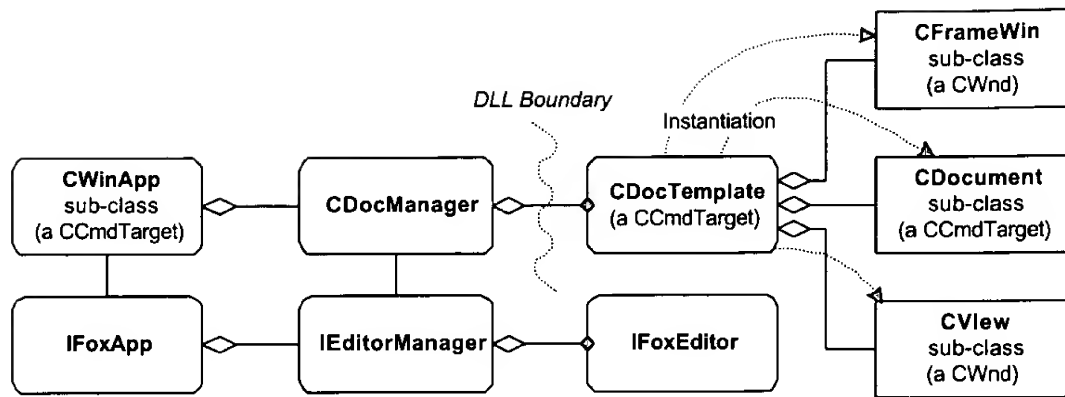 CFrameWin
sub-class
(a CWnd)
DLL Boundary
Instantiation
CWinApp
sub-class
(a CCmdTarget)
CDocManager
CDocTemplate
(a CCmdTarget)
CDocument
sub-class
(a CCmdTarget)
IFoxApp
IEditorManager
IFoxEditor
CView
sub-class
(a CWnd)